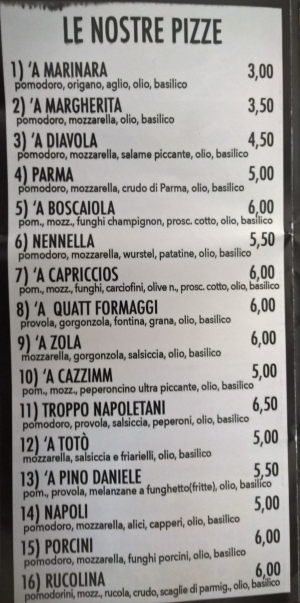 LE NOSTRE PIZZE
1) 'A MARINARA 3,00
pomodoro, origano, aglio, olio, basilico
2) 'A MARGHERITA 3,50
pomodoro, mozzarella, olio, basilico
3) 'A DIAVOLA 4,50
pomodoro, mozzarella, salame piccante, olio, basilico
4) PARMA 5,00
pomodoro, mozzarella, crudo di Parma, olio, basilico
5) 'A BOSCAIOLA 6,00
pom., mozz., funghi champignon, prosc. cotto, olio, basilico
6) NENNELLA 5,50
pomodoro, mozzarella, wurstel, patatine, olio, basilico
7) 'A CAPRICCIOS 6,00
pom., mozz., funghi, carciofini, olive n., prosc. cotto, olio, basilico
8) 'A QUATT FORMAGGI 6,00
provola, gorgonzola, fontina, grana, olio, basilico
9) 'A ZOLA 6,00
mozzarella, gorgonzola, salsiccia, olio, basilico
10) 'A CAZZIMM 5,00
pom., mozz., peperoncino ultra piccante, olio, basilico
11) TROPPO NAPOLETANI 6,50
pomodoro, provola, salsiccia, peperoni, olio, basilico
12) 'A TOTÒ 5,00
mozzarella, salsiccia e friarielli, olio, basilico
13) 'A PINO DANIELE 5,50
pom., provola, melanzane a funghetto(fritte), olio, basilico
14) NAPOLI 5,00
pomodoro, mozzarella, alici, capperi, olio, basilico
15) PORCINI 6,00
pomodoro, mozzarella, funghi porcini, olio, basilico
16) RUCOLINA 6,00
pomodorini, mozz., rucola, crudo, scaglie di parmig., olio, basilico